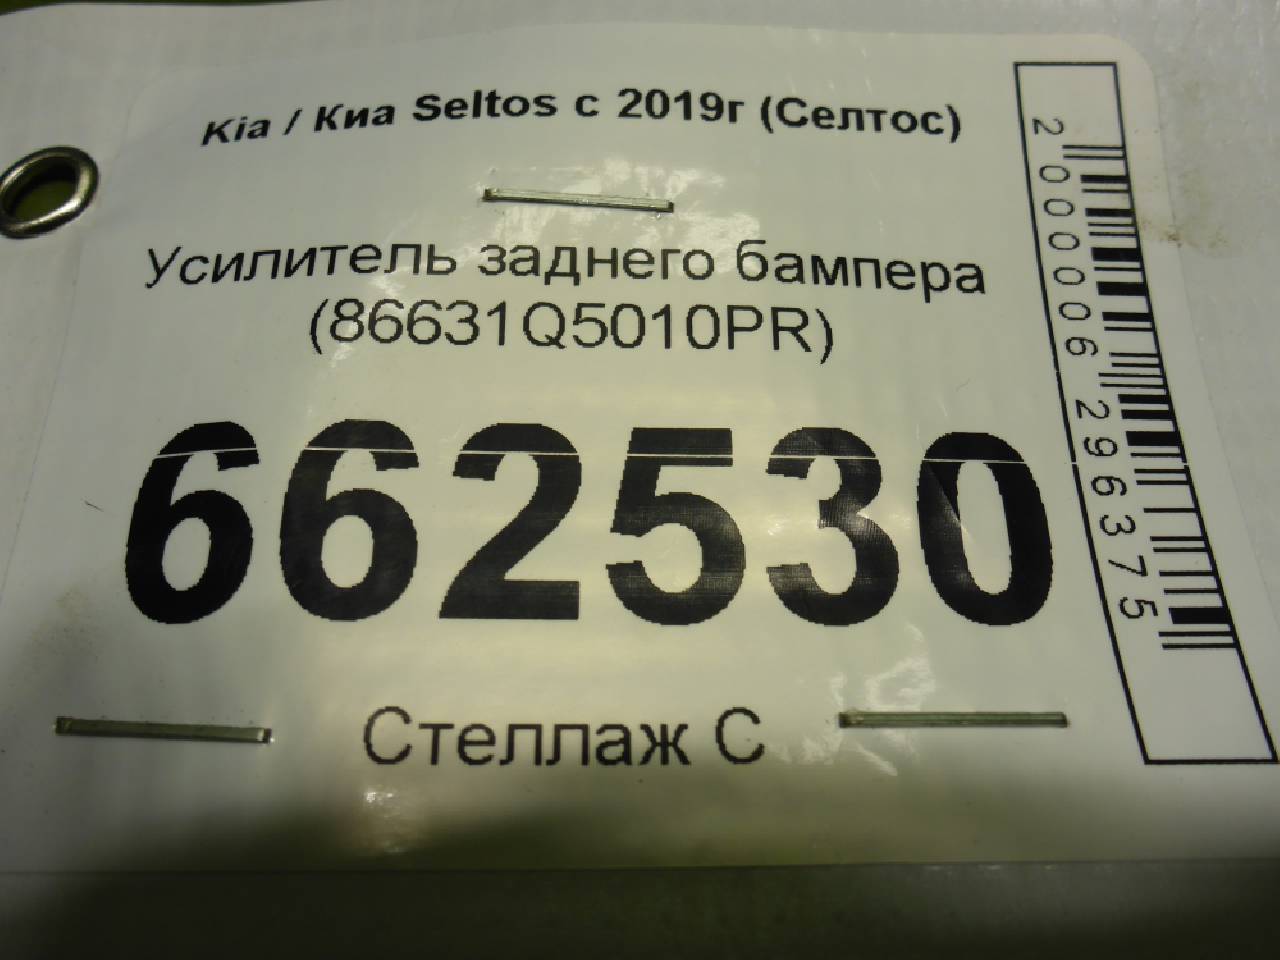 Kia / Киа Seltos с 2019г (Селтос)
Усилитель заднего бампера
(86631Q5010PR)
662530
Стеллаж С
2000006296375